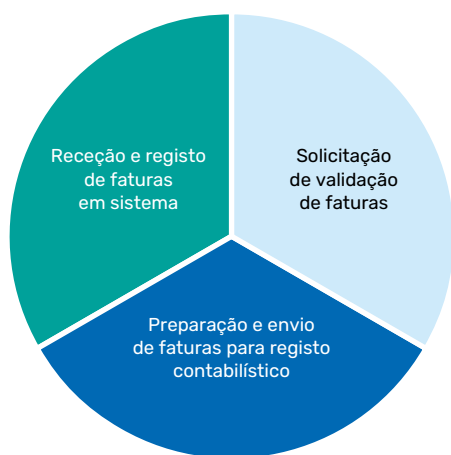 Receção e registo
de faturas
em sistema
Solicitação
de validação
de faturas
Preparação e envio
de faturas para registo
contabilístico